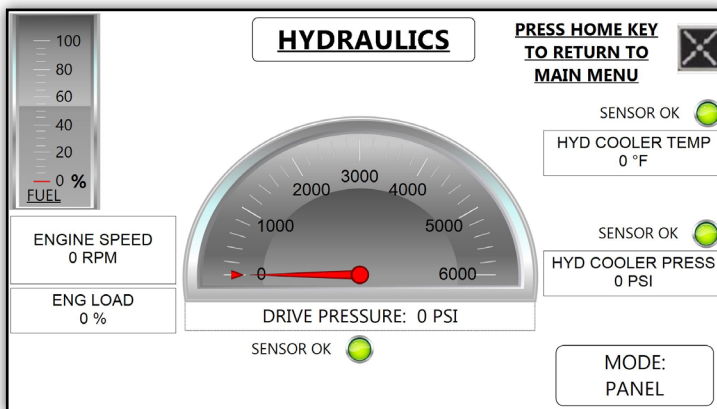 HYDRAULICS
PRESS HOME KEY
TO RETURN TO
MAIN MENU
100
80
60
40
20
0 %
FUEL
ENGINE SPEED
0 RPM
ENG LOAD
0 %
0
1000
2000
3000
4000
5000
6000
DRIVE PRESSURE: 0 PSI
SENSOR OK
SENSOR OK
HYD COOLER TEMP
0 °F
SENSOR OK
HYD COOLER PRESS
0 PSI
MODE:
PANEL